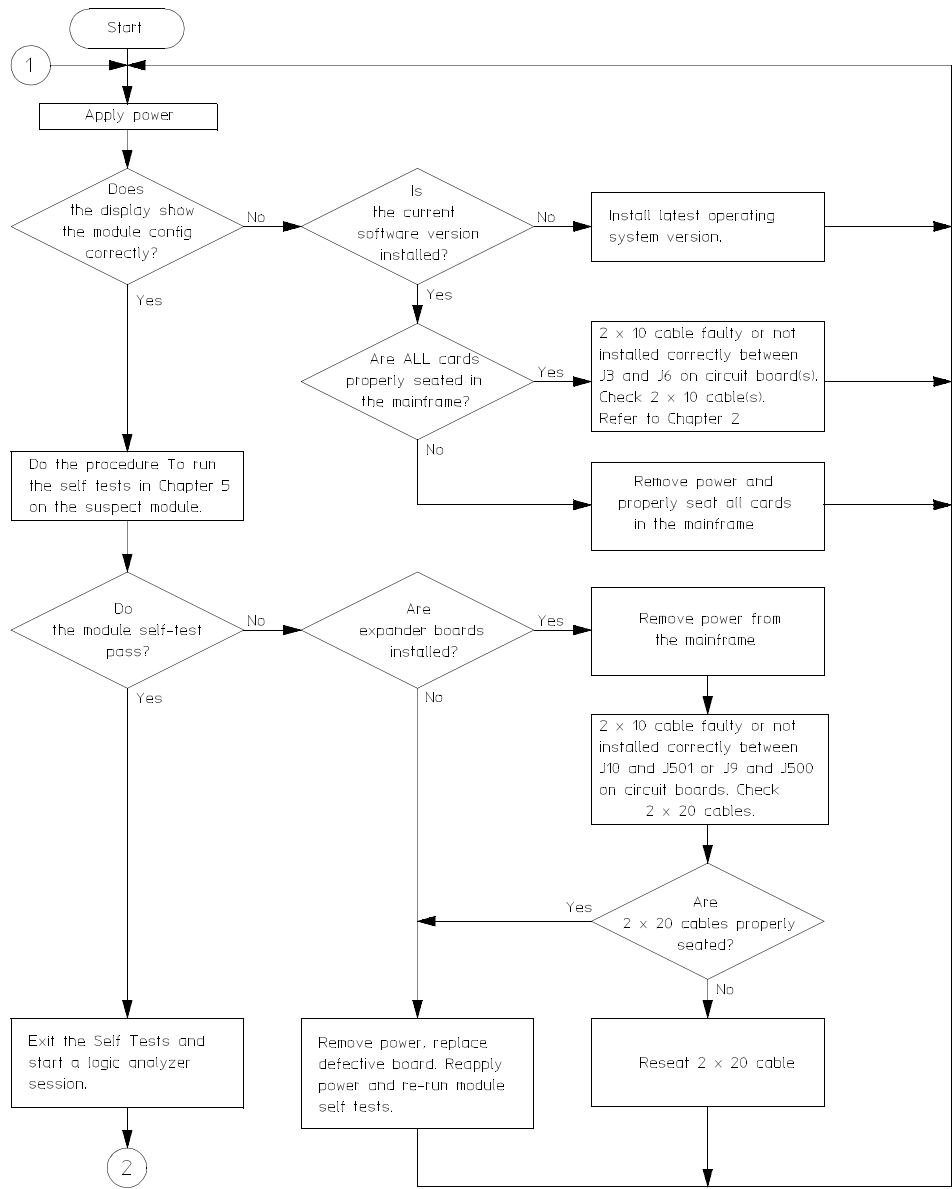 Start
1
Apply power
Does
the display show
the module config
correctly?
No
Is
the current
software version
installed?
No
Install latest operating
system version.
Yes
Yes
Are ALL cards
properly seated in
the mainframe?
Yes
2 x 10 cable faulty or not
installed correctly between
J3 and J6 on circuit board(s).
Check 2 x 10 cable(s).
Refer to Chapter 2
No
Do the procedure To run
the self tests in Chapter 5
on the suspect module.
Remove power and
properly seat all cards
in the mainframe
Do
the module self-test
pass?
No
Are
expander boards
installed?
Yes
Remove power from
the mainframe
Yes
No
2 x 10 cable faulty or not
installed correctly between
J10 and J501 or J9 and J500
on circuit boards. Check
2 x 20 cables.
Are
2 x 20 cables properly
seated?
Yes
No
Exit the Self Tests and
start a logic analyzer
session.
Remove power, replace
defective board. Reapply
power and re-run module
self tests.
Reseat 2 x 20 cable
2